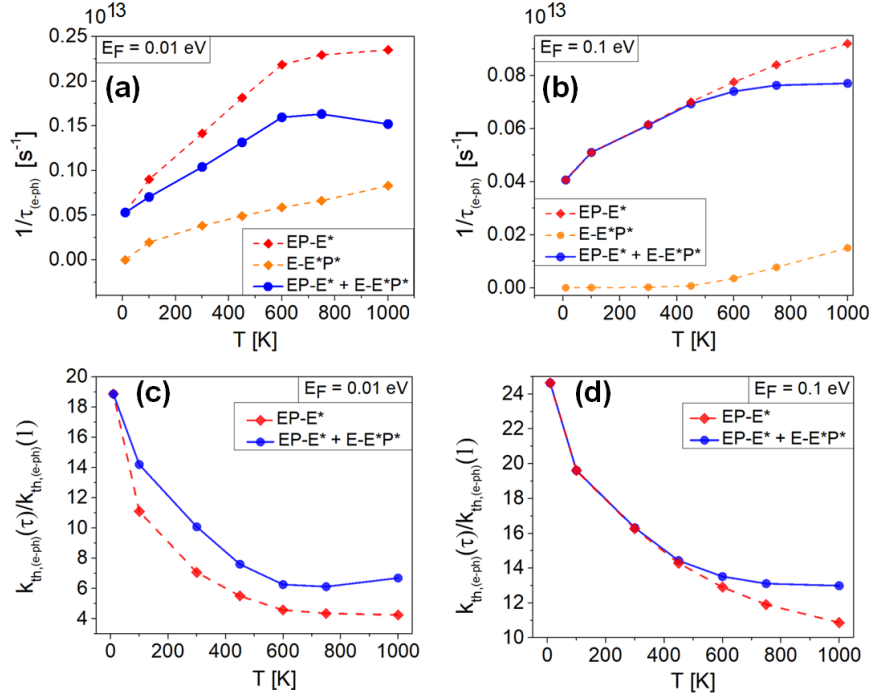 10^13
E_F = 0.01 eV
(a)
0.25
0.20
0.15
0.10
0.05
0.00
1/τ_(e-ph) [s^-1]
EP-E*
E-E*P*
EP-E* + E-E*P*
0 200 400 600 800 1000
T [K]
10^13
E_F = 0.1 eV
(b)
0.08
0.06
0.04
0.02
0.00
1/τ_(e-ph) [s^-1]
EP-E*
E-E*P*
EP-E* + E-E*P*
0 200 400 600 800 1000
T [K]
(c)
E_F = 0.01 eV
EP-E*
EP-E* + E-E*P*
20
18
16
14
12
10
8
6
4
k_th,(e-ph)(τ)/k_th,(e-ph)(1)
0 200 400 600 800 1000
T [K]
(d)
E_F = 0.1 eV
EP-E*
EP-E* + E-E*P*
24
22
20
18
16
14
12
10
k_th,(e-ph)(τ)/k_th,(e-ph)(1)
0 200 400 600 800 1000
T [K]